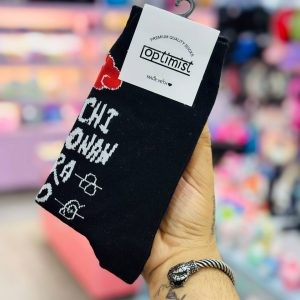 PREMIUM QUALITY SOCKS
Optimist
MADE WITH ♥
CHI
ONAN
RA
O